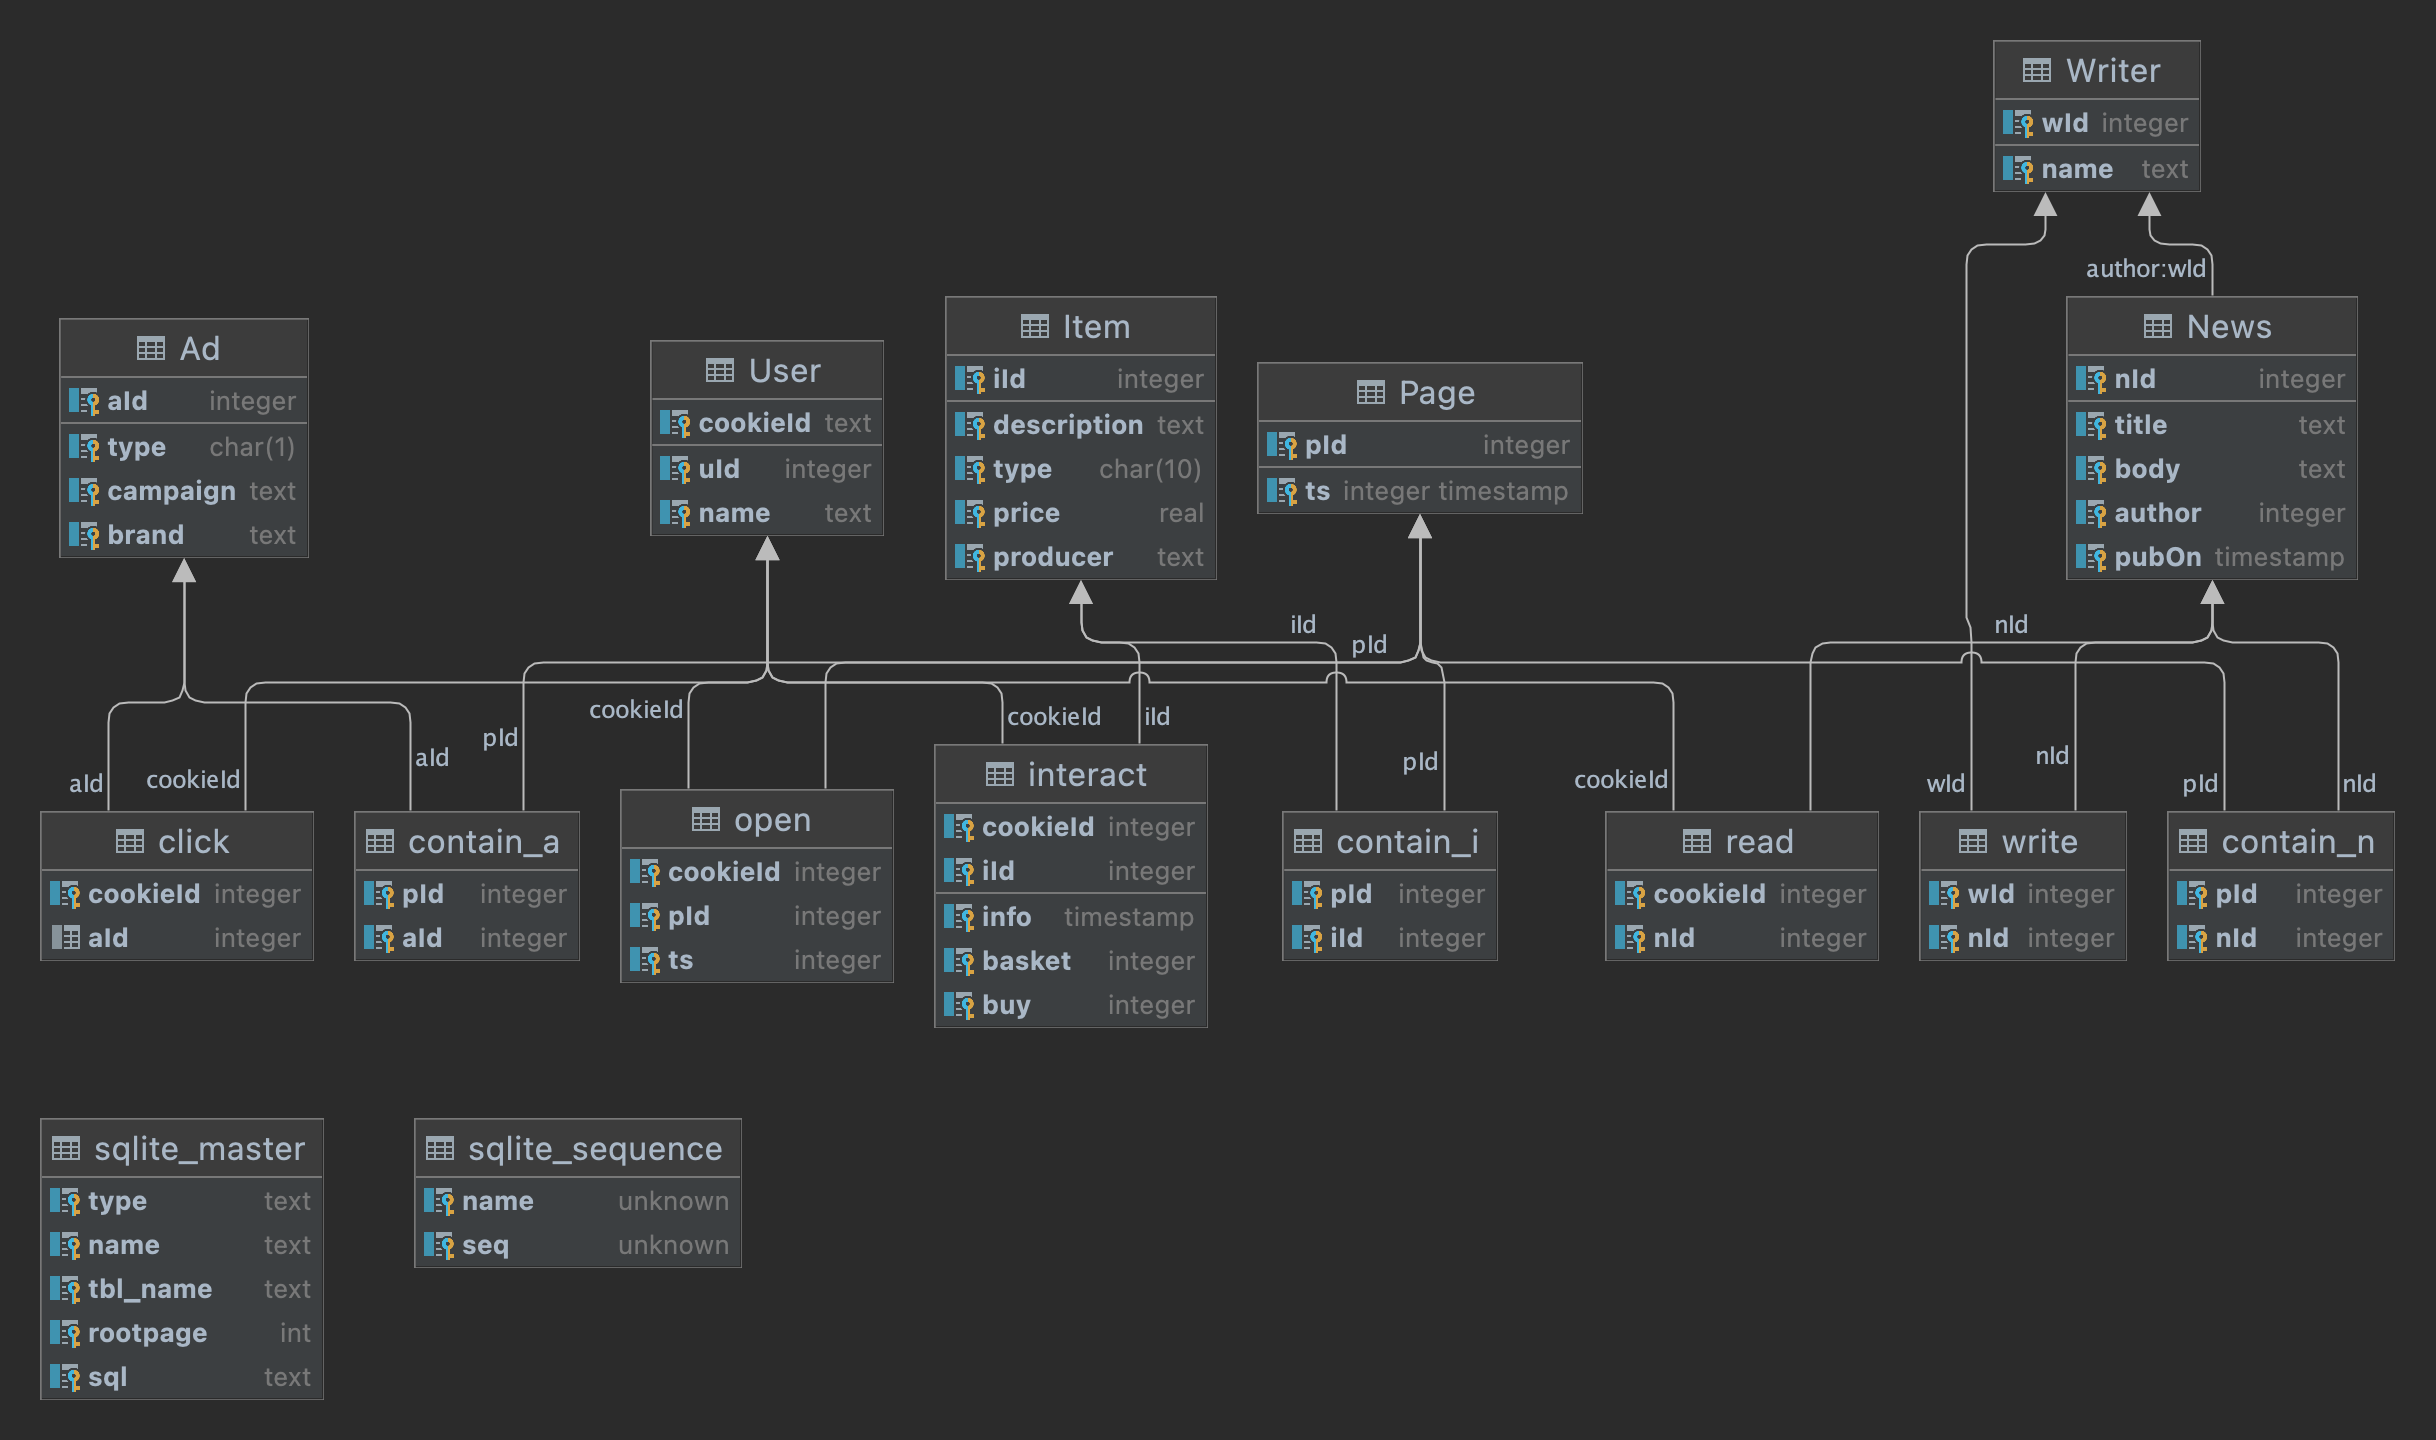 Writer
wId integer
name text
author:wId
Ad
aId integer
type char(1)
campaign text
brand text
User
cookieId text
uId integer
name text
Item
iId integer
description text
type char(10)
price real
producer text
Page
pId integer
ts integer timestamp
News
nId integer
title text
body text
author integer
pubOn timestamp
iId
pId
nId
aId
cookieId
aId
pId
cookieId
cookieId
iId
pId
cookieId
wId
nId
pId
nId
click
cookieId integer
aId integer
contain_a
pId integer
aId integer
open
cookieId integer
pId integer
ts integer
interact
cookieId integer
iId integer
info timestamp
basket integer
buy integer
contain_i
pId integer
iId integer
read
cookieId integer
nId integer
write
wId integer
nId integer
contain_n
pId integer
nId integer
sqlite_master
type text
name text
tbl_name text
rootpage int
sql text
sqlite_sequence
name unknown
seq unknown